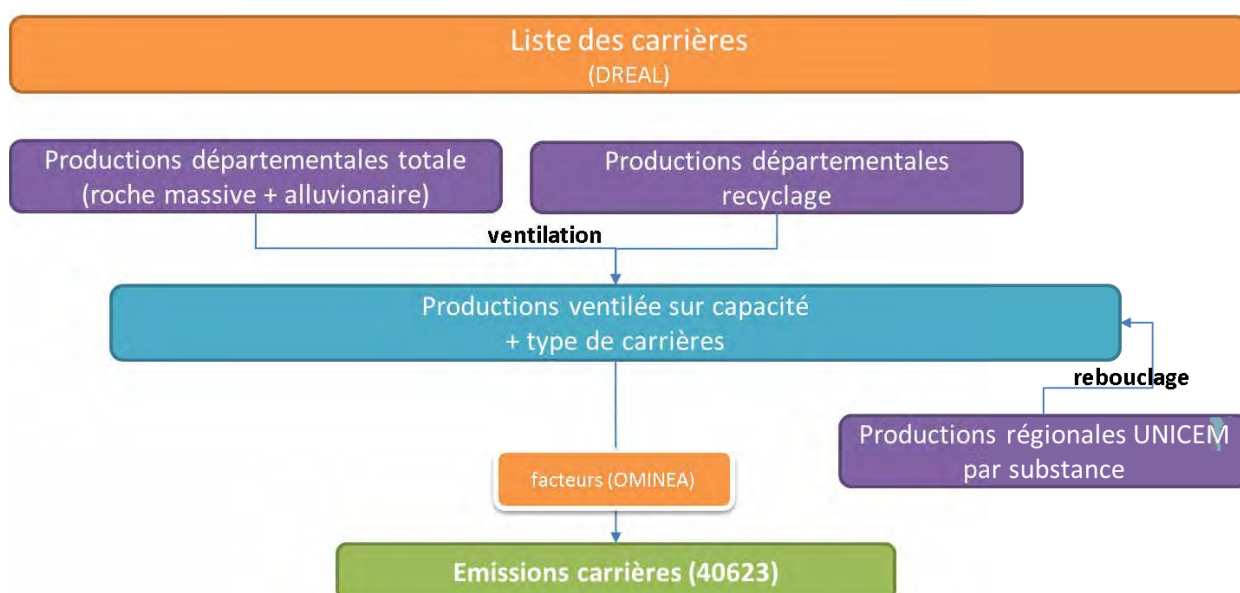 Liste des carrières
(DREAL)
Productions départementales totale
(roche massive + alluvionaire)
Productions départementales
recyclage
ventilation
Productions ventilée sur capacité
+ type de carrières
rebouclage
Productions régionales UNICEM
par substance
facteurs (OMINEA)
Emissions carrières (40623)